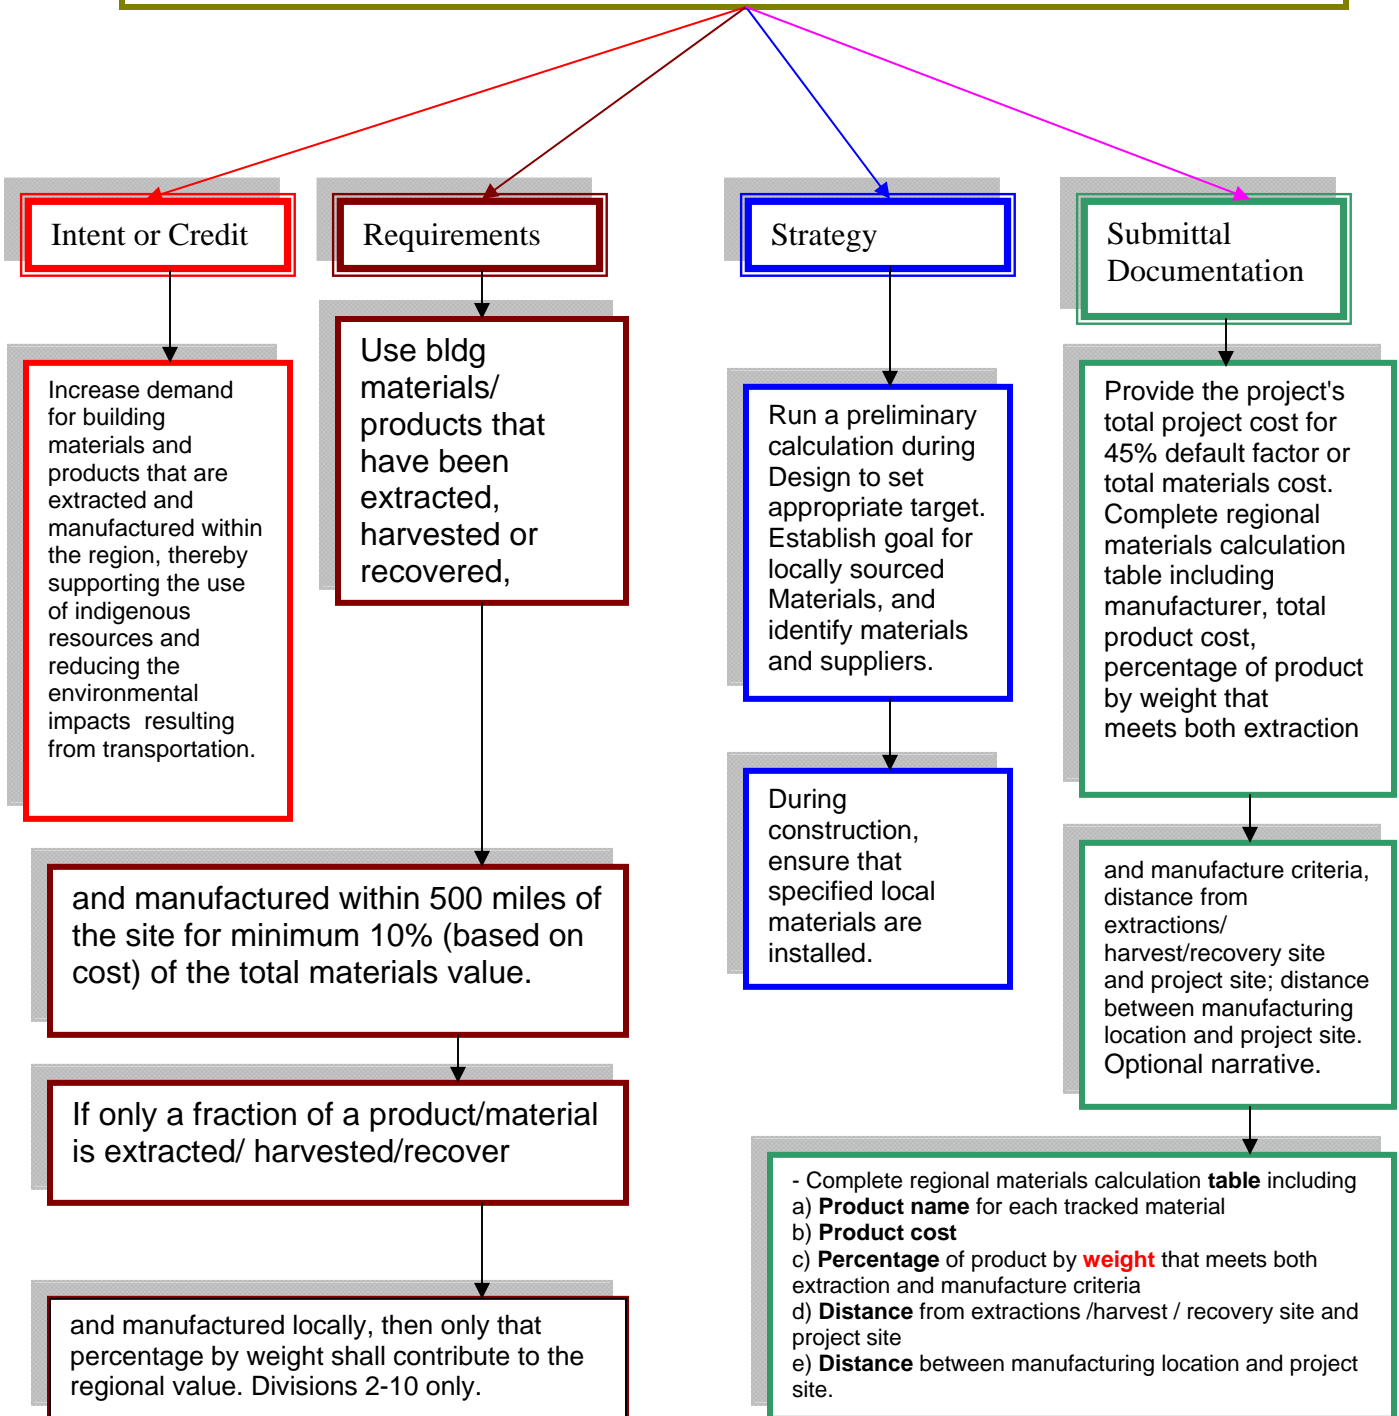 Intent or Credit
Requirements
Strategy
Submittal
Documentation
Increase demand
for building
materials and
products that are
extracted and
manufactured within
the region, thereby
supporting the use
of indigenous
resources and
reducing the
environmental
impacts resulting
from transportation.
Use bldg
materials/
products that
have been
extracted,
harvested or
recovered,
and manufactured within 500 miles of
the site for minimum 10% (based on
cost) of the total materials value.
If only a fraction of a product/material
is extracted/ harvested/recover
and manufactured locally, then only that
percentage by weight shall contribute to the
regional value. Divisions 2-10 only.
Run a preliminary
calculation during
Design to set
appropriate target.
Establish goal for
locally sourced
Materials, and
identify materials
and suppliers.
During
construction,
ensure that
specified local
materials are
installed.
Provide the project's
total project cost for
45% default factor or
total materials cost.
Complete regional
materials calculation
table including
manufacturer, total
product cost,
percentage of product
by weight that
meets both extraction
and manufacture criteria,
distance from
extractions/
harvest/recovery site
and project site; distance
between manufacturing
location and project site.
Optional narrative.
- Complete regional materials calculation table including
a) Product name for each tracked material
b) Product cost
c) Percentage of product by weight that meets both
extraction and manufacture criteria
d) Distance from extractions /harvest / recovery site and
project site
e) Distance between manufacturing location and project
site.